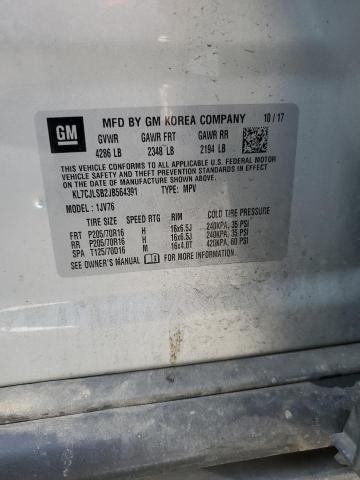 GM
MFD BY GM KOREA COMPANY 10/17
GVWR GAWR FRT GAWR RR
4286 LB 2348 LB 2194 LB
THIS VEHICLE CONFORMS TO ALL APPLICABLE U.S. FEDERAL MOTOR
VEHICLE SAFETY AND THEFT PREVENTION STANDARDS IN EFFECT ON
THE DATE OF MANUFACTURE SHOWN ABOVE.
KL7CJLSB2JB564391 TYPE: MPV
MODEL : 1JV76
TIRE SIZE SPEED RTG RIM COLD TIRE PRESSURE
FRT P205/70R16 H 16x6.5J 240KPA, 35 PSI
RR P205/70R16 H 16x6.5J 240KPA, 35 PSI
SPA T125/70D16 M 16x4.0T 420KPA, 60 PSI
SEE OWNER'S MANUAL FOR MORE INFORMATION.